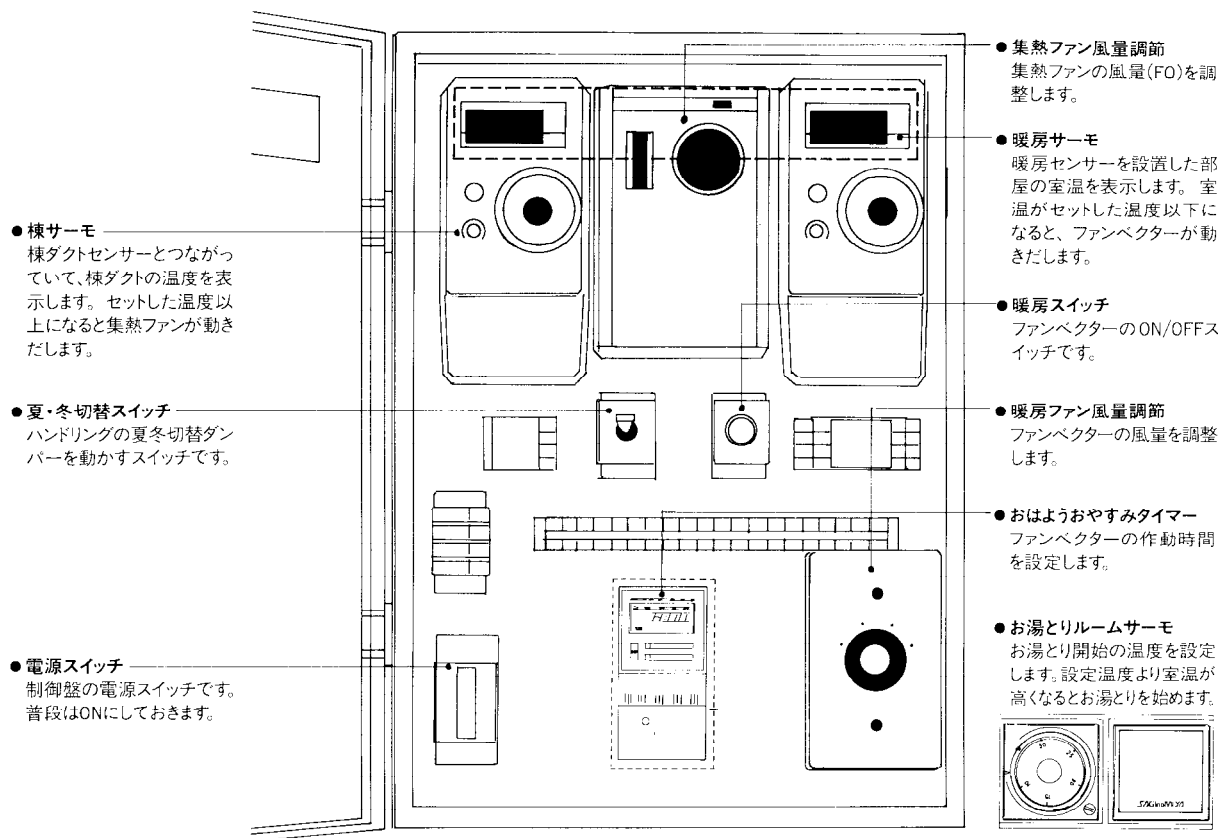 ● 棟サーモ
棟ダクトセンサーとつながっ
ていて、棟ダクトの温度を表
示します。セットした温度以
上になると集熱ファンが動き
だします。
● 夏・冬切替スイッチ
ハンドリングの夏冬切替ダン
パーを動かすスイッチです。
● 電源スイッチ
制御盤の電源スイッチです。
普段はONにしておきます。
● 集熱ファン風量調節
集熱ファンの風量(FO)を調
整します。
● 暖房サーモ
暖房センサーを設置した部
屋の室温を表示します。室
温がセットした温度以下に
なると、ファンベクターが動
きだします。
● 暖房スイッチ
ファンベクターのON/OFFス
イッチです。
● 暖房ファン風量調節
ファンベクターの風量を調整
します。
● おはようおやすみタイマー
ファンベクターの作動時間
を設定します。
● お湯とりルームサーモ
お湯とり開始の温度を設定
します。設定温度より室温が
高くなるとお湯とりを始めます。
SAGInoMIYA